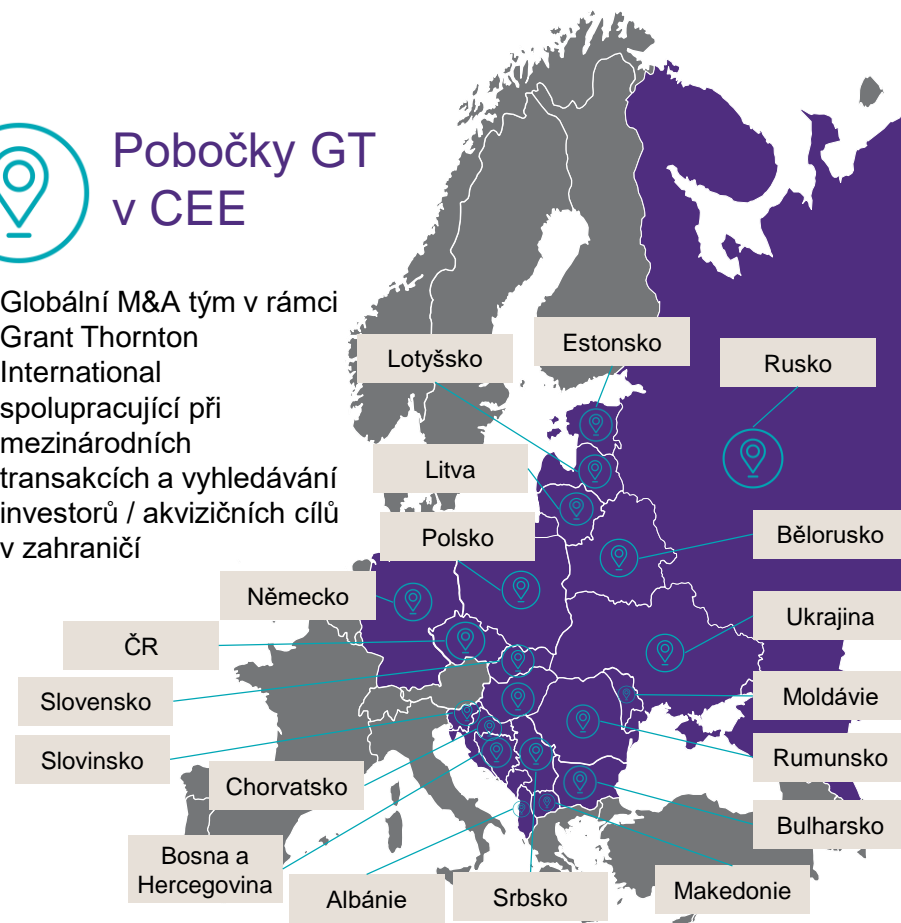 Pobočky GT
v CEE
Globální M&A tým v rámci
Grant Thornton
International
spolupracující při
mezinárodních
transakcích a vyhledávání
investorů / akvizičních cílů
v zahraničí
Estonsko
Lotyšsko
Rusko
Litva
Polsko
Bělorusko
Německo
Ukrajina
ČR
Slovensko
Moldávie
Slovinsko
Rumunsko
Chorvatsko
Bulharsko
Bosna a
Hercegovina
Albánie
Srbsko
Makedonie